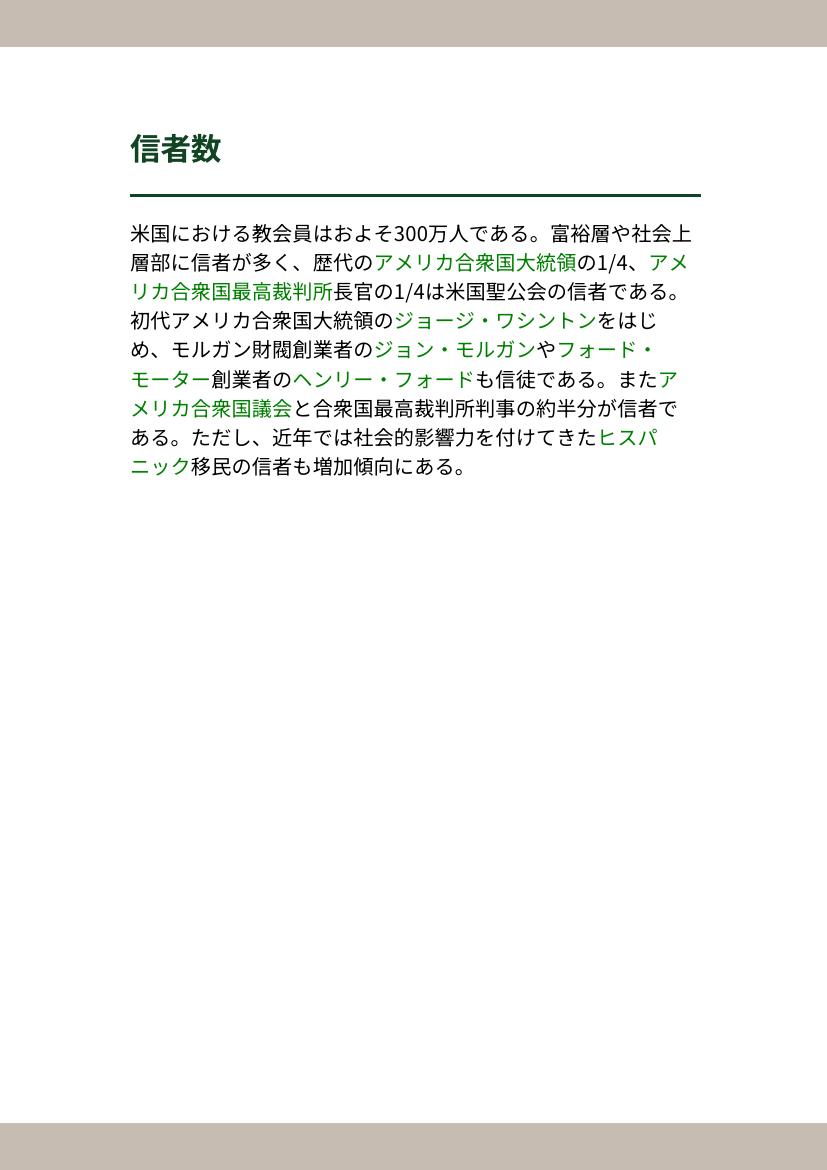 信者数
米国における教会員はおよそ300万人である。富裕層や社会上
層部に信者が多く、歴代のアメリカ合衆国大統領の1/4、アメ
リカ合衆国最高裁判所長官の1/4は米国聖公会の信者である。
初代アメリカ合衆国大統領のジョージ・ワシントンをはじ
め、モルガン財閥創業者のジョン・モルガンやフォード・
モーター創業者のヘンリー・フォードも信徒である。またア
メリカ合衆国議会と合衆国最高裁判所判事の約半分が信者で
ある。ただし、近年では社会的影響力を付けてきたヒスパ
ニック移民の信者も増加傾向にある。